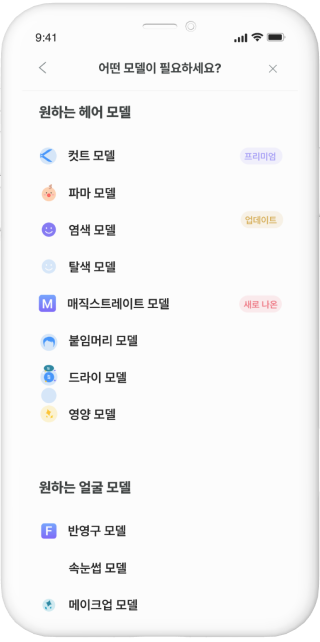 9:41
어떤 모델이 필요하세요?
원하는 헤어 모델
컷트 모델 프리미엄
파마 모델
업데이트
염색 모델
탈색 모델
M 매직스트레이트 모델 새로 나온
붙임머리 모델
드라이 모델
영양 모델
원하는 얼굴 모델
F 반영구 모델
속눈썹 모델
메이크업 모델